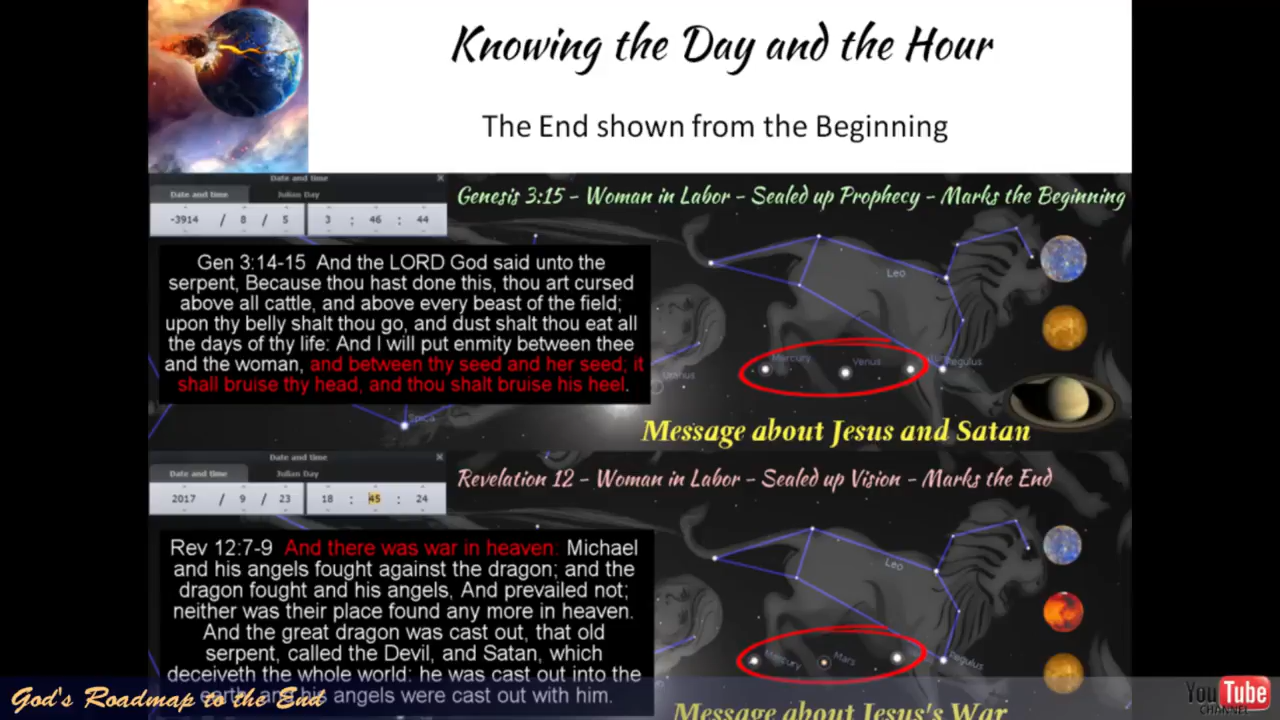 Knowing the Day and the Hour
The End shown from the Beginning
Date and time
Date and time Julian Day
-3914 / 8 / 5 3 : 46 : 44
Genesis 3:15 - Woman in Labor - Sealed up Prophecy - Marks the Beginning
Gen 3:14-15 And the LORD God said unto the
serpent, Because thou hast done this, thou art cursed
above all cattle, and above every beast of the field;
upon thy belly shalt thou go, and dust shalt thou eat all
the days of thy life: And I will put enmity between thee
and the woman, and between thy seed and her seed; it
shall bruise thy head, and thou shalt bruise his heel.
Leo
Mercury
Venus
Regulus
Uranus
Spica
Message about Jesus and Satan
Date and time
Date and time Julian Day
2017 / 9 / 23 18 : 45 : 24
Revelation 12 - Woman in Labor - Sealed up Vision - Marks the End
Rev 12:7-9 And there was war in heaven: Michael
and his angels fought against the dragon; and the
dragon fought and his angels, And prevailed not;
neither was their place found any more in heaven.
And the great dragon was cast out, that old
serpent, called the Devil, and Satan, which
deceiveth the whole world: he was cast out into the
earth, and his angels were cast out with him.
Leo
Mercury
Mars
Regulus
Message about Jesus's War
God's Roadmap to the End
YouTube
CHANNEL